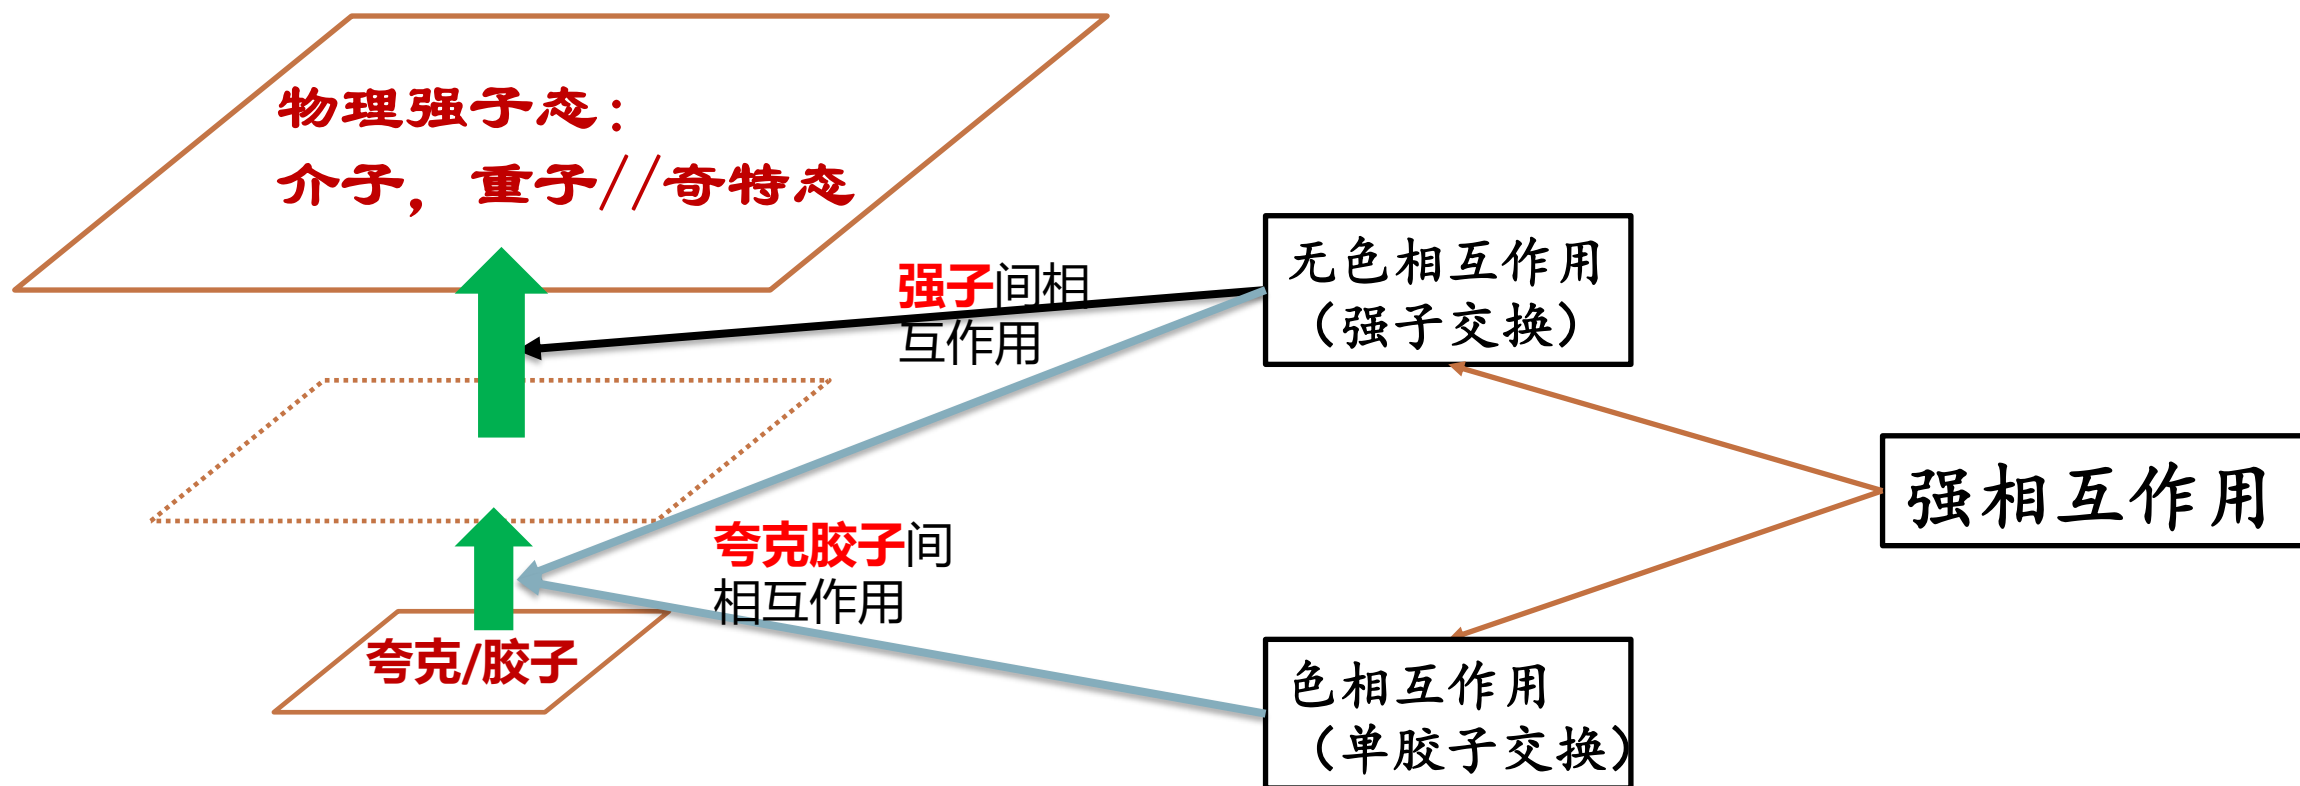 物理强子态：
介子，重子//奇特态
强子间相
互作用
无色相互作用
（强子交换）
强相互作用
夸克胶子间
相互作用
夸克/胶子
色相互作用
（单胶子交换）